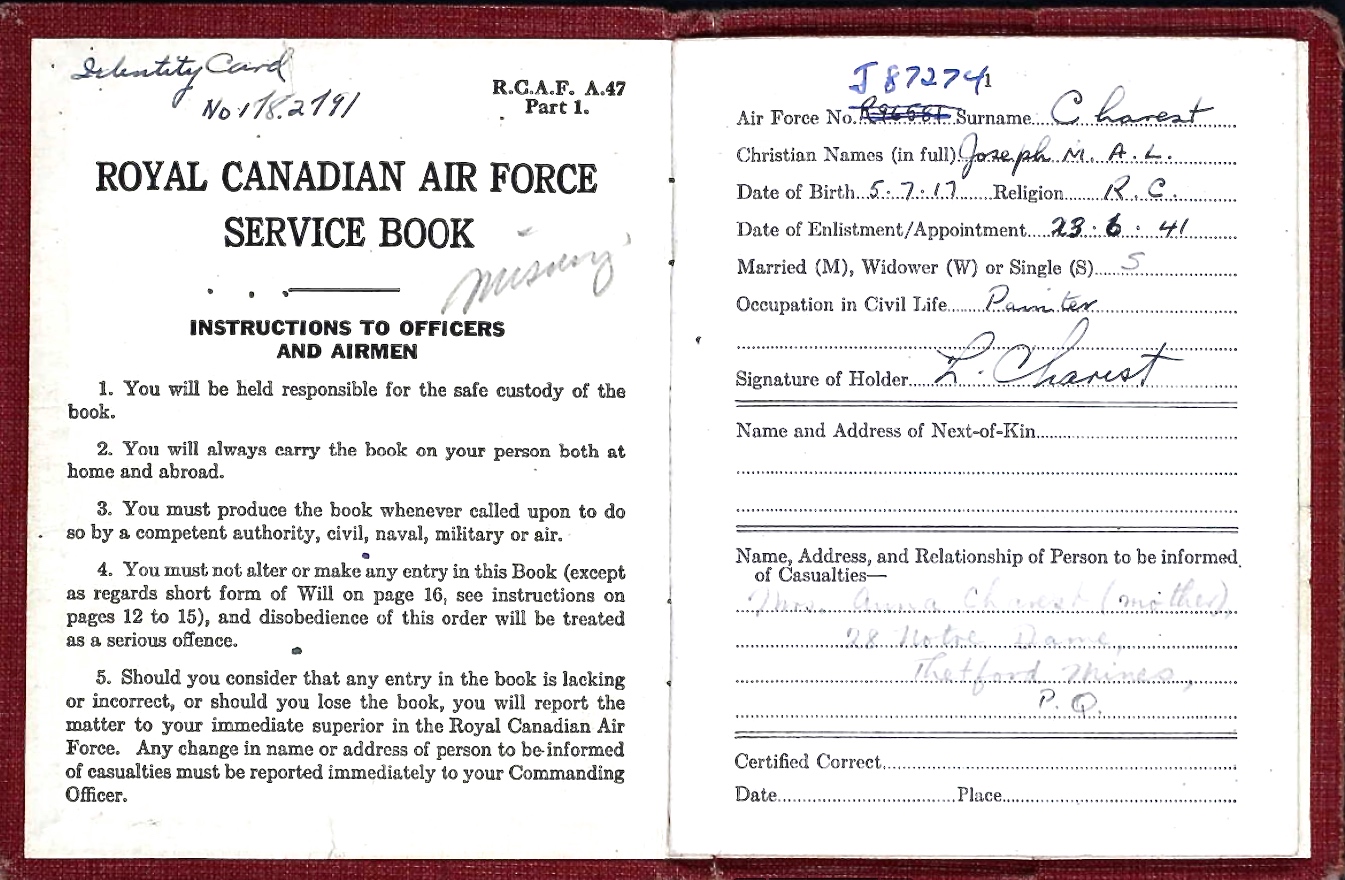 Identity Card
No 182791
R.C.A.F. A.47
Part 1.
ROYAL CANADIAN AIR FORCE
SERVICE BOOK
Missing
INSTRUCTIONS TO OFFICERS
AND AIRMEN
1. You will be held responsible for the safe custody of the
book.
2. You will always carry the book on your person both at
home and abroad.
3. You must produce the book whenever called upon to do
so by a competent authority, civil, naval, military or air.
4. You must not alter or make any entry in this Book (except
as regards short form of Will on page 16, see instructions on
pages 12 to 15), and disobedience of this order will be treated
as a serious offence.
5. Should you consider that any entry in the book is lacking
or incorrect, or should you lose the book, you will report the
matter to your immediate superior in the Royal Canadian Air
Force. Any change in name or address of person to be informed
of casualties must be reported immediately to your Commanding
Officer.
1
J87274
Air Force No. Surname Charest
Christian Names (in full) Joseph M. A. L.
Date of Birth 5.7.17 Religion R.C.
Date of Enlistment/Appointment 23.6.41
Married (M), Widower (W) or Single (S) S
Occupation in Civil Life Painter
Signature of Holder L. Charest
Name and Address of Next-of-Kin
Name, Address, and Relationship of Person to be informed
of Casualties—
Mrs. Anna Charest (mother),
28 Notre Dame,
Thetford Mines,
P.Q.
Certified Correct
Date Place